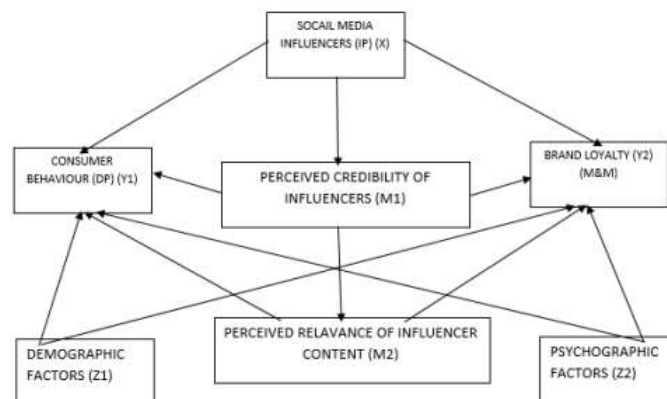 SOCAIL MEDIA
INFLUENCERS (IP) (X)
CONSUMER
BEHAVIOUR (DP) (Y1)
PERCEIVED CREDIBILITY OF
INFLUENCERS (M1)
BRAND LOYALTY (Y2)
(M&M)
DEMOGRAPHIC
FACTORS (Z1)
PERCEIVED RELAVANCE OF INFLUENCER
CONTENT (M2)
PSYCHOGRAPHIC
FACTORS (Z2)